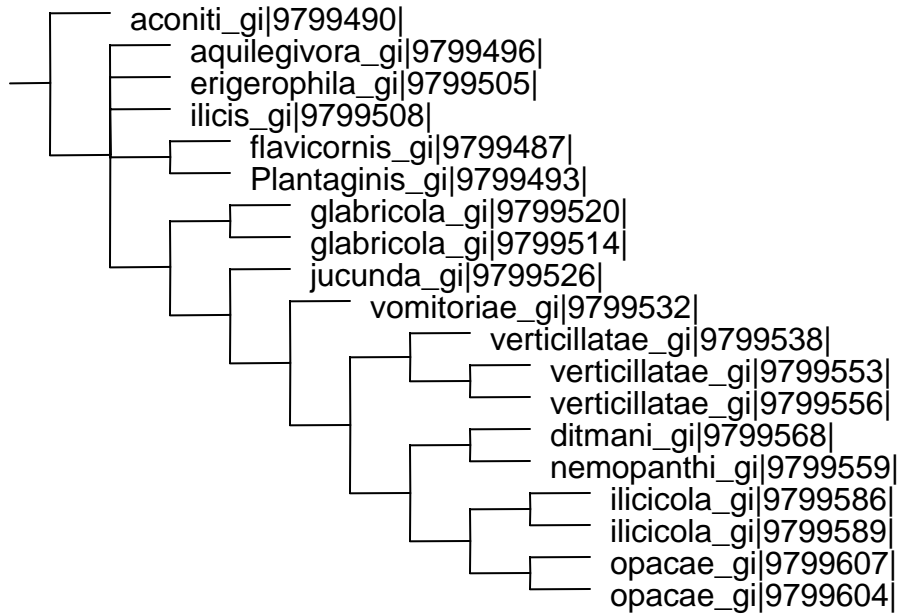 aconiti_gi|9799490|
aquilegivora_gi|9799496|
erigerophila_gi|9799505|
ilicis_gi|9799508|
flavicornis_gi|9799487|
Plantaginis_gi|9799493|
glabricola_gi|9799520|
glabricola_gi|9799514|
jucunda_gi|9799526|
vomitoriae_gi|9799532|
verticillatae_gi|9799538|
verticillatae_gi|9799553|
verticillatae_gi|9799556|
ditmani_gi|9799568|
nemopanthi_gi|9799559|
ilicicola_gi|9799586|
ilicicola_gi|9799589|
opacae_gi|9799607|
opacae_gi|9799604|